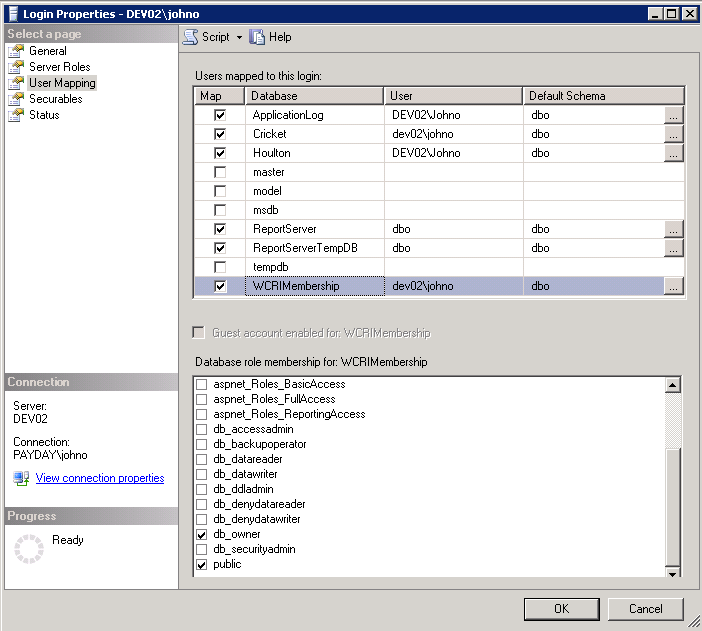 Login Properties - DEV02\johno
Select a page
General
Server Roles
User Mapping
Securables
Status
Script Help
Users mapped to this login:
Map Database User Default Schema
ApplicationLog DEV02\Johno dbo ...
Cricket dev02\johno dbo ...
Houlton DEV02\Johno dbo ...
master
model
msdb
ReportServer dbo dbo ...
ReportServerTempDB dbo dbo ...
tempdb
WCRIMembership dev02\johno dbo ...
Guest account enabled for: WCRIMembership
Database role membership for: WCRIMembership
aspnet_Roles_BasicAccess
aspnet_Roles_FullAccess
aspnet_Roles_ReportingAccess
db_accessadmin
db_backupoperator
db_datareader
db_datawriter
db_ddladmin
db_denydatareader
db_denydatawriter
db_owner
db_securityadmin
public
Connection
Server:
DEV02
Connection:
PAYDAY\johno
View connection properties
Progress
Ready
OK Cancel